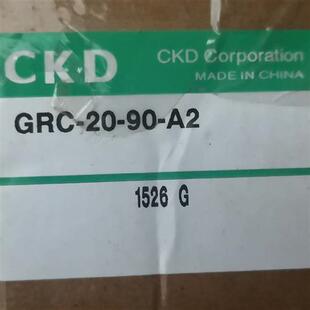 CKD
CKD Corporation
MADE IN CHINA
GRC-20-90-A2
1526 G